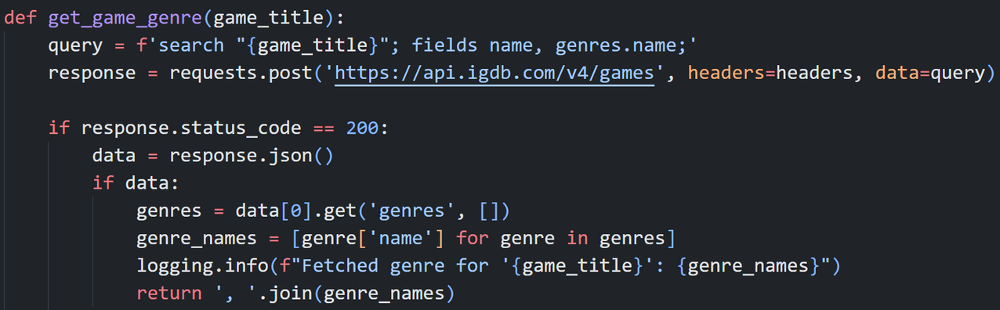 def get_game_genre(game_title):
    query = f'search "{game_title}"; fields name, genres.name;'
    response = requests.post('https://api.igdb.com/v4/games', headers=headers, data=query)

    if response.status_code == 200:
        data = response.json()
        if data:
            genres = data[0].get('genres', [])
            genre_names = [genre['name'] for genre in genres]
            logging.info(f"Fetched genre for '{game_title}': {genre_names}")
            return ', '.join(genre_names)